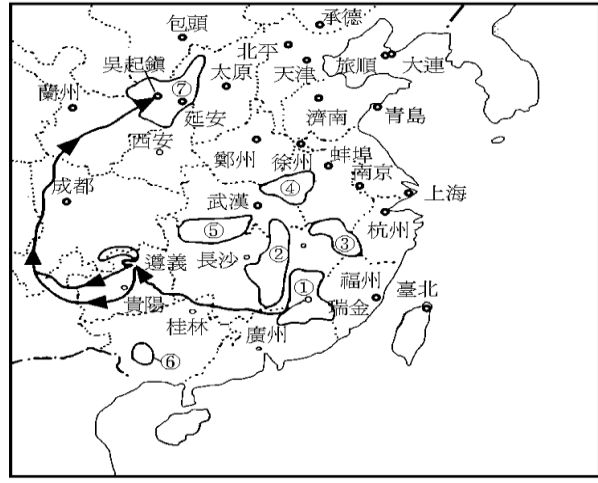 包頭
承德
北平
吳起鎮
太原
天津
旅順
大連
⑦
蘭州
濟南
延安
青島
西安
鄭州
徐州
蚌埠
④
南京
成都
上海
武漢
杭州
⑤
②
③
遵義
長沙
①
福州
臺北
貴陽
瑞金
桂林
廣州
⑥